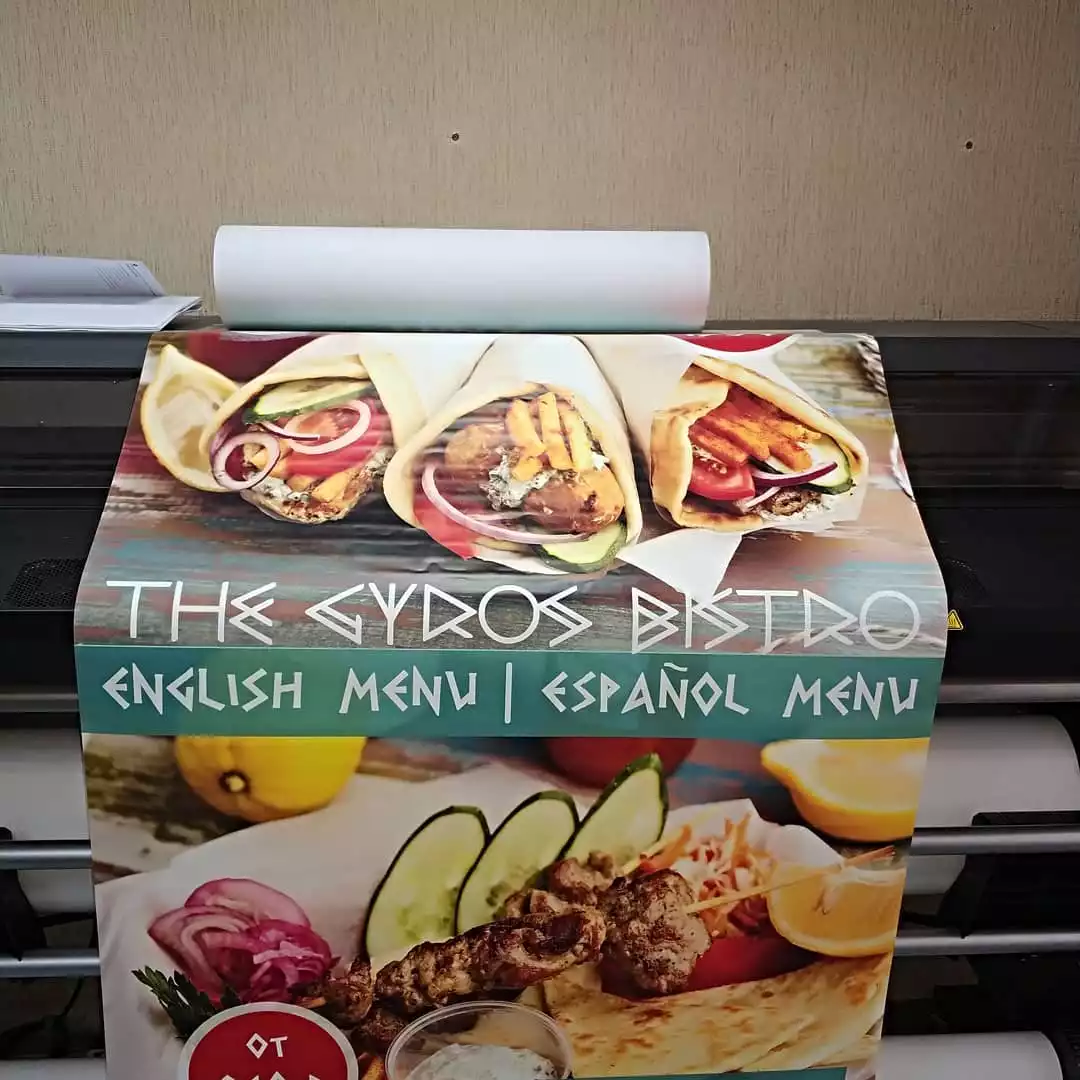 THE GYROS BISTRO
ENGLISH MENU | ESPAÑOL MENU
OT